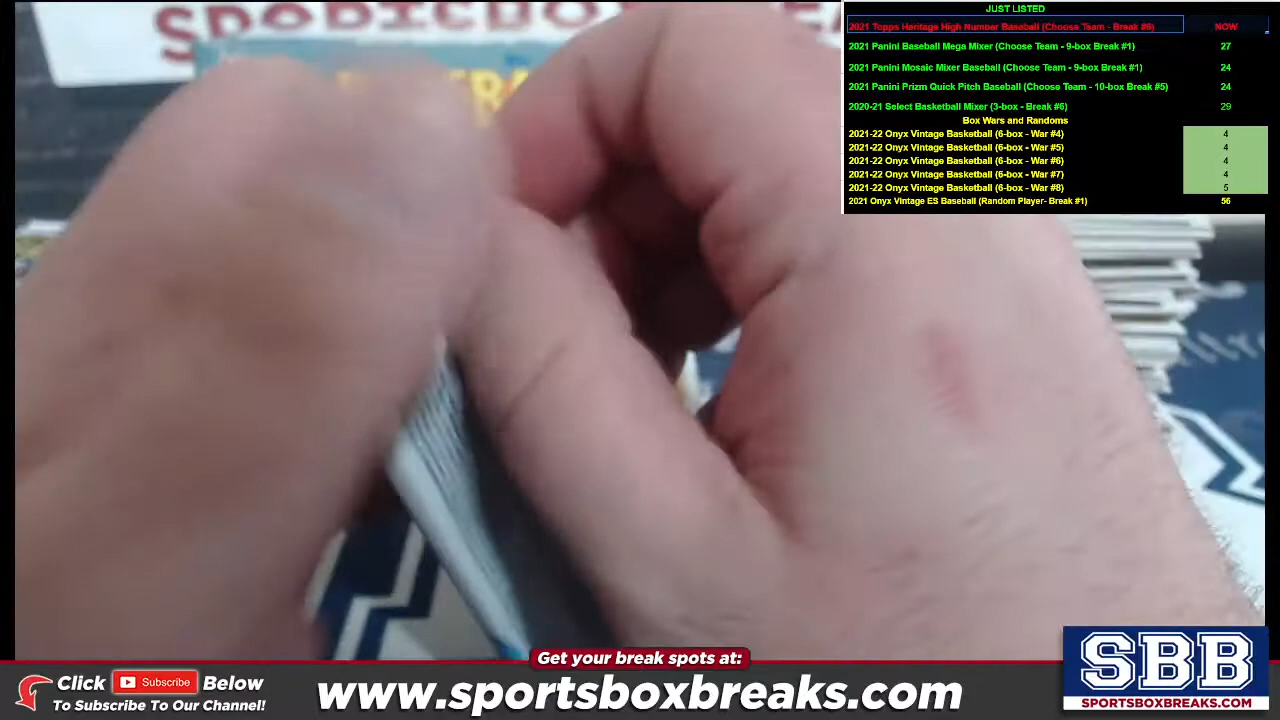 SPORTSBOX
JUST LISTED
2021 Topps Heritage High Number Baseball (Choose Team - Break #6) NOW
2021 Panini Baseball Mega Mixer (Choose Team - 9-box Break #1) 27
2021 Panini Mosaic Mixer Baseball (Choose Team - 9-box Break #1) 24
2021 Panini Prizm Quick Pitch Baseball (Choose Team - 10-box Break #5) 24
2020-21 Select Basketball Mixer (3-box - Break #6) 29
Box Wars and Randoms
2021-22 Onyx Vintage Basketball (6-box - War #4) 4
2021-22 Onyx Vintage Basketball (6-box - War #5) 4
2021-22 Onyx Vintage Basketball (6-box - War #6) 4
2021-22 Onyx Vintage Basketball (6-box - War #7) 4
2021-22 Onyx Vintage Basketball (6-box - War #8) 5
2021 Onyx Vintage ES Baseball (Random Player- Break #1) 56
Get your break spots at:
Click Subscribe Below
To Subscribe To Our Channel!
www.sportsboxbreaks.com
SBB
SPORTSBOXBREAKS.COM